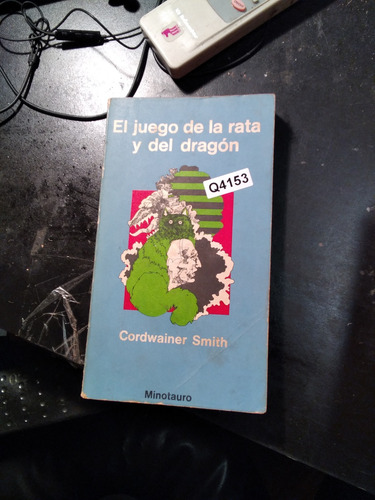 El juego de la rata
y del dragón
Q4153
Cordwainer Smith
Minotauro